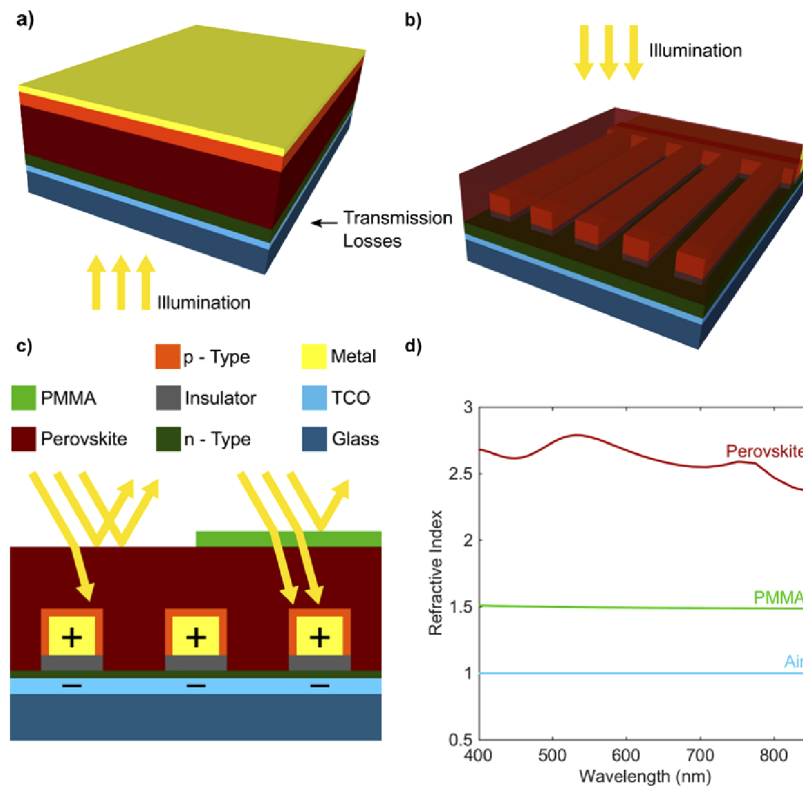 a)
b)
Illumination
Transmission
Losses
Illumination
c)
p - Type
Metal
PMMA
Insulator
TCO
Perovskite
n - Type
Glass
+
+
+
−
−
−
d)
3
2.5
2
1.5
1
0.5
Refractive Index
Perovskite
PMMA
Air
400
500
600
700
800
Wavelength (nm)